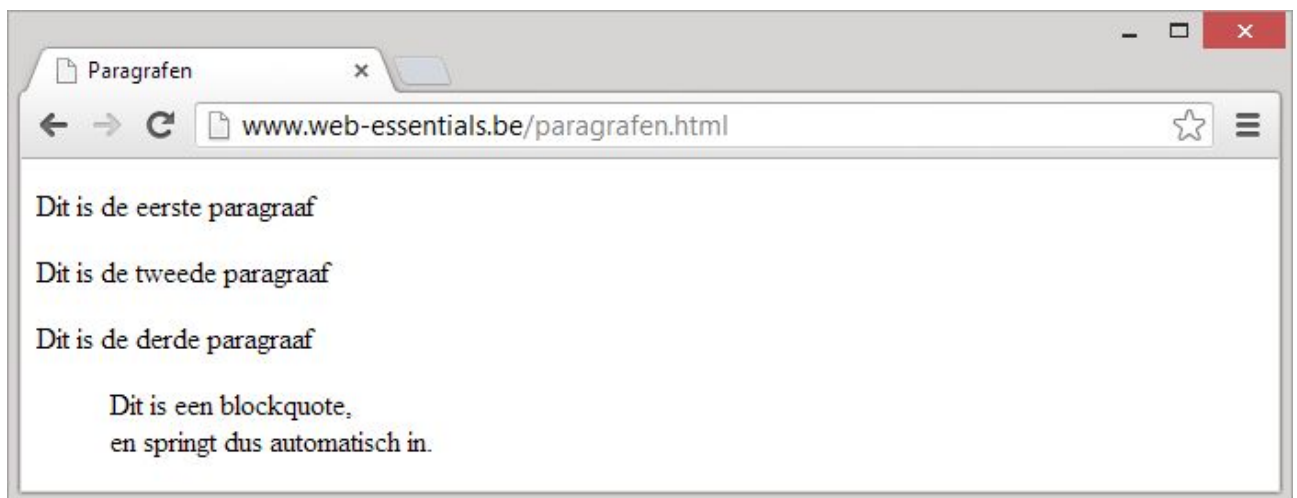 Paragrafen
www.web-essentials.be/paragrafen.html
Dit is de eerste paragraaf
Dit is de tweede paragraaf
Dit is de derde paragraaf
Dit is een blockquote,
en springt dus automatisch in.